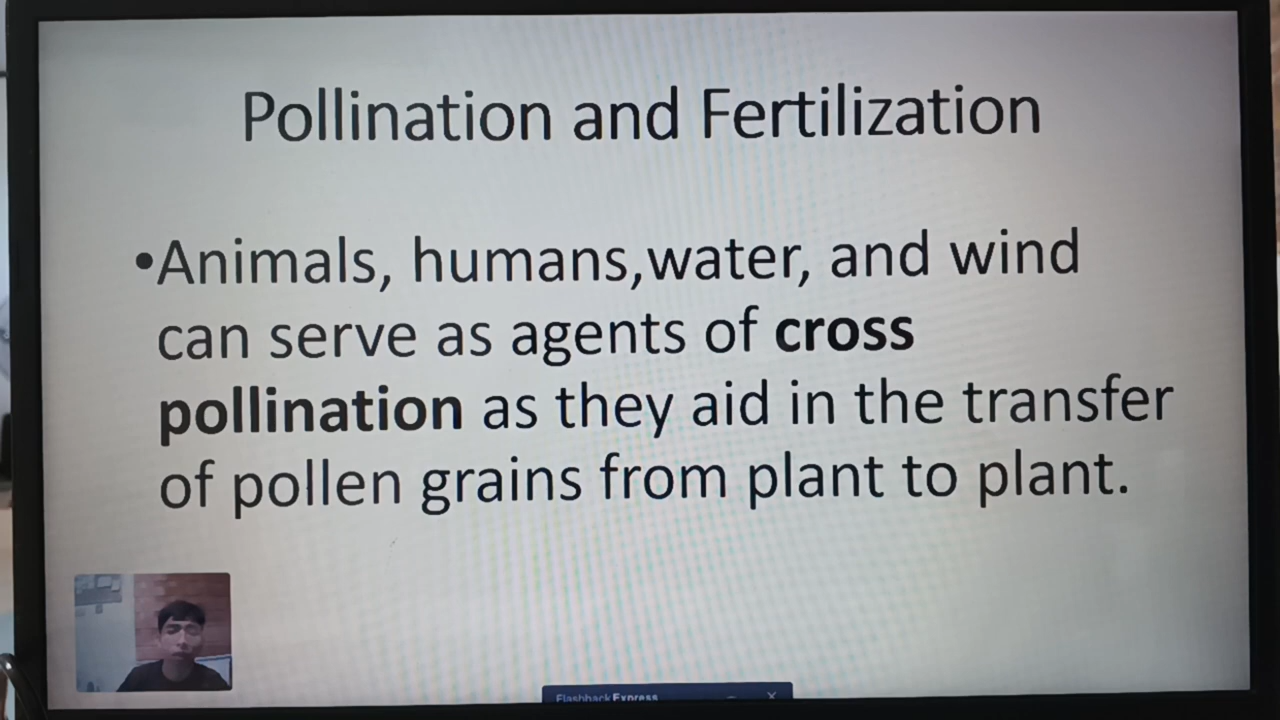 Pollination and Fertilization
•Animals, humans,water, and wind
can serve as agents of cross
pollination as they aid in the transfer
of pollen grains from plant to plant.
Flashback Express